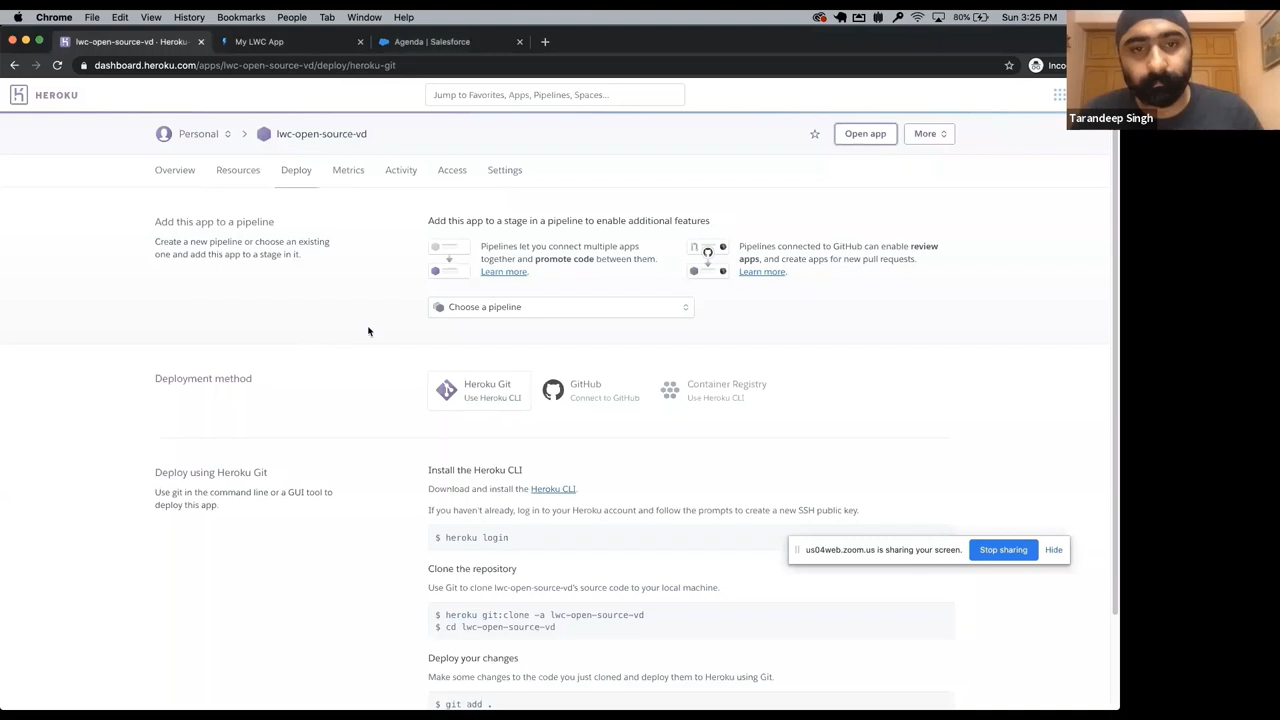 Chrome File Edit View History Bookmarks People Tab Window Help
80%
Sun 3:25 PM
lwc-open-source-vd · Heroku
My LWC App
Agenda | Salesforce
dashboard.heroku.com/apps/lwc-open-source-vd/deploy/heroku-git
Inco
HEROKU
Jump to Favorites, Apps, Pipelines, Spaces...
Tarandeep Singh
Personal
lwc-open-source-vd
Open app
More
Overview Resources Deploy Metrics Activity Access Settings
Add this app to a pipeline
Create a new pipeline or choose an existing
one and add this app to a stage in it.
Add this app to a stage in a pipeline to enable additional features
Pipelines let you connect multiple apps
together and promote code between them.
Learn more.
Pipelines connected to GitHub can enable review
apps, and create apps for new pull requests.
Learn more.
Choose a pipeline
Deployment method
Heroku Git
Use Heroku CLI
GitHub
Connect to GitHub
Container Registry
Use Heroku CLI
Deploy using Heroku Git
Use git in the command line or a GUI tool to
deploy this app.
Install the Heroku CLI
Download and install the Heroku CLI.
If you haven't already, log in to your Heroku account and follow the prompts to create a new SSH public key.
$ heroku login
us04web.zoom.us is sharing your screen.
Stop sharing
Hide
Clone the repository
Use Git to clone lwc-open-source-vd's source code to your local machine.
$ heroku git:clone -a lwc-open-source-vd
$ cd lwc-open-source-vd
Deploy your changes
Make some changes to the code you just cloned and deploy them to Heroku using Git.
$ git add .